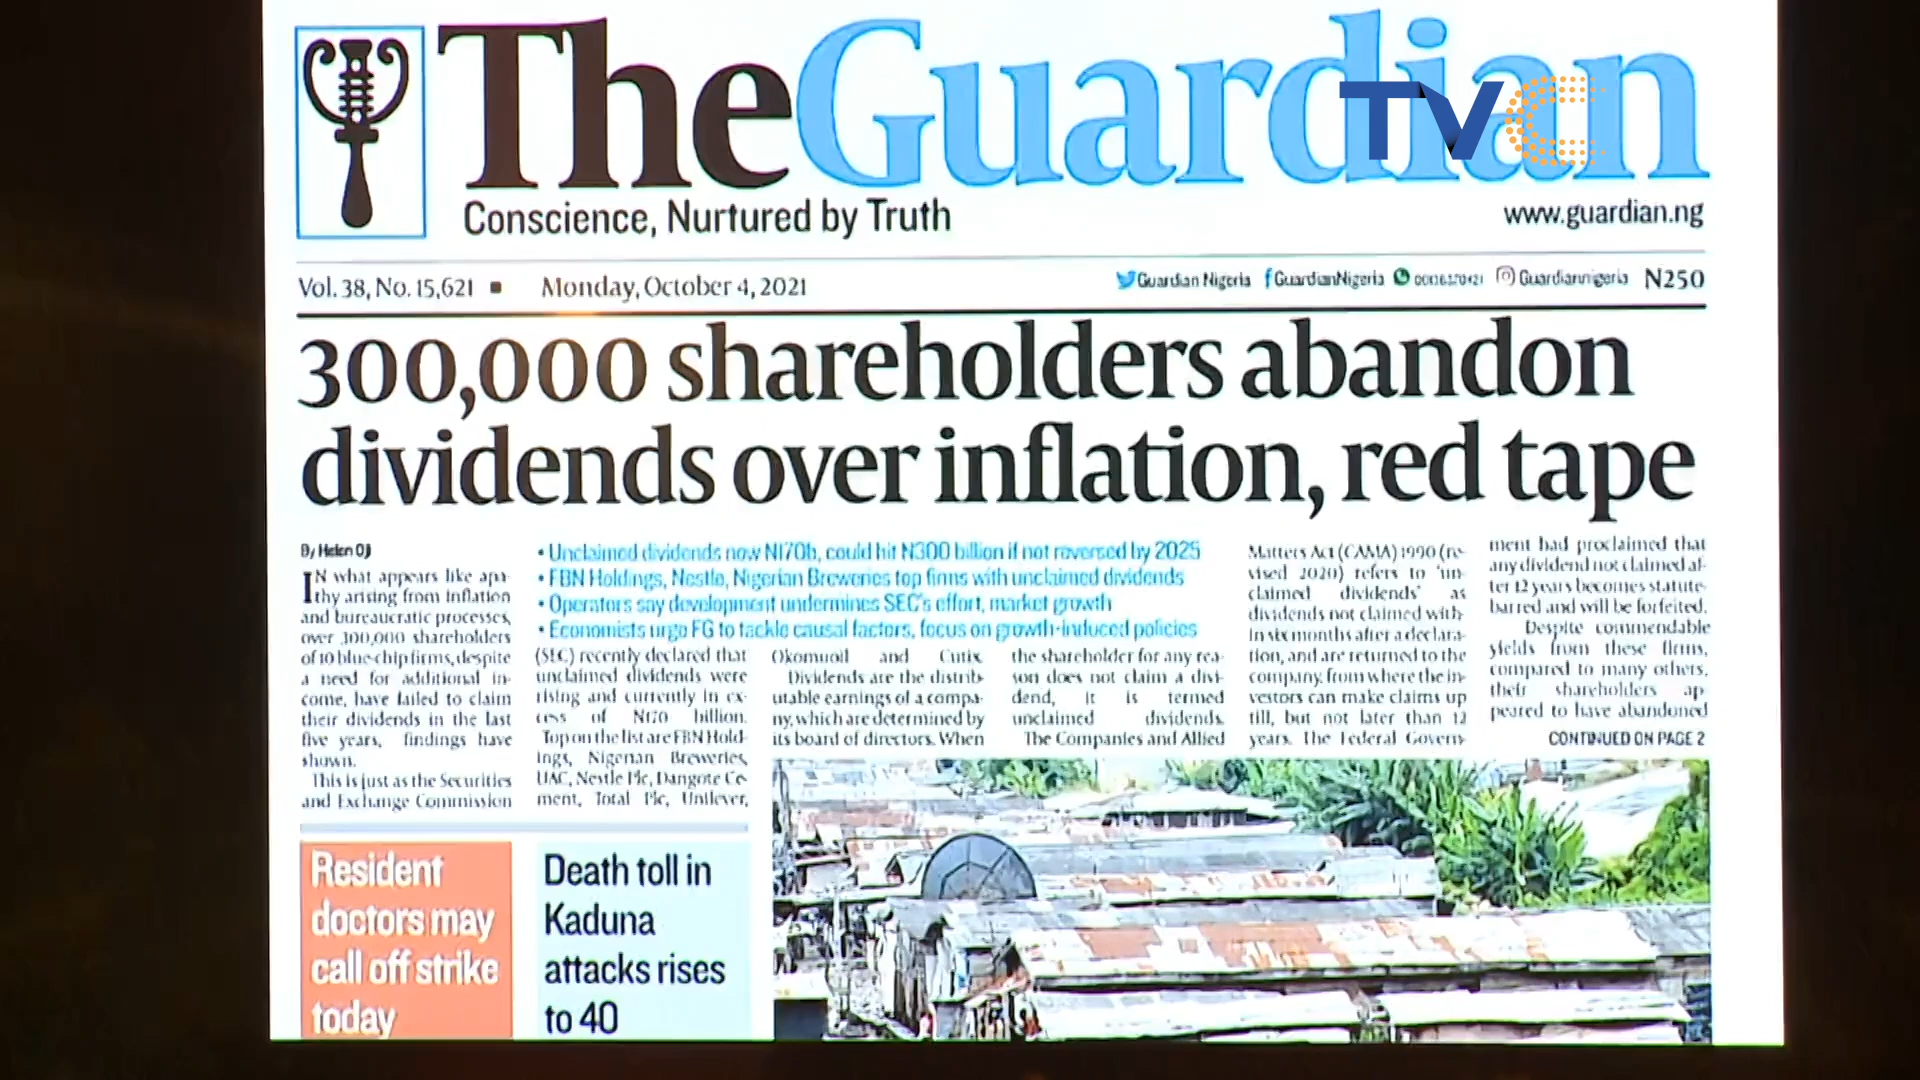 The Guardian
TVC
Conscience, Nurtured by Truth
www.guardian.ng
Vol. 38, No. 15,621 ▪ Monday, October 4, 2021
Guardian Nigeria GuardianNigeria Guardiannigeria N250
300,000 shareholders abandon
dividends over inflation, red tape
By Helen Oji
IN what appears like apa-
thy arising from inflation
and bureaucratic processes,
over 300,000 shareholders
of 10 blue-chip firms, despite
a need for additional in-
come, have failed to claim
their dividends in the last
five years, findings have
shown.
This is just as the Securities
and Exchange Commission
• Unclaimed dividends now N170b, could hit N300 billion if not reversed by 2025
• FBN Holdings, Nestle, Nigerian Breweries top firms with unclaimed dividends
• Operators say development undermines SEC's effort, market growth
• Economists urge FG to tackle causal factors, focus on growth-induced policies
(SEC) recently declared that
unclaimed dividends were
rising and currently in ex-
cess of N170 billion.
Top on the list are FBN Hold-
ings, Nigerian Breweries,
UAC, Nestle Plc, Dangote Ce-
ment, Total Plc, Unilever,
Okomuoil and Cutix.
Dividends are the distrib-
utable earnings of a compa-
ny, which are determined by
its board of directors. When
the shareholder for any rea-
son does not claim a divi-
dend, it is termed
unclaimed dividends.
The Companies and Allied
Matters Act (CAMA) 1990 (re-
vised 2020) refers to 'un-
claimed dividends' as
dividends not claimed with-
in six months after a declara-
tion, and are returned to the
company, from where the in-
vestors can make claims up
till, but not later than 12
years. The Federal Govern-
ment had proclaimed that
any dividend not claimed af-
ter 12 years becomes statute-
barred and will be forfeited.
Despite commendable
yields from these firms,
compared to many others,
their shareholders ap-
peared to have abandoned
CONTINUED ON PAGE 2
Resident
doctors may
call off strike
today
Death toll in
Kaduna
attacks rises
to 40